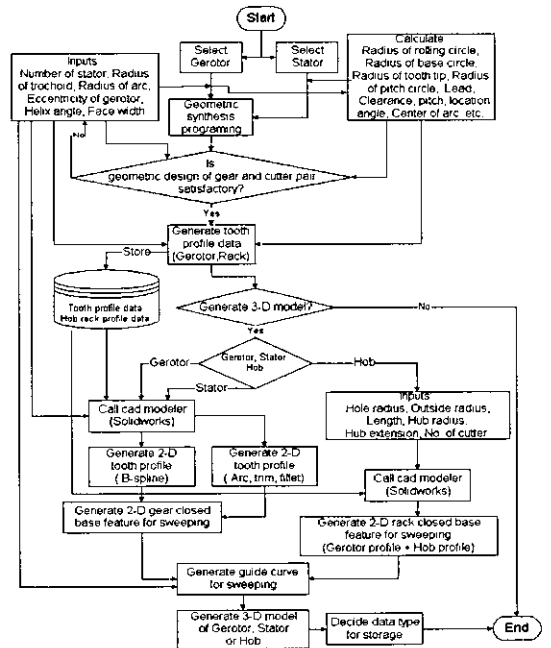 Start
Select
Gerotor
Select
Stator
Inputs
Number of stator, Radius
of trochoid, Radius of arc,
Eccentricity of gerotor,
Helix angle, Face width
Calculate
Radius of rolling circle,
Radius of base circle,
Radius of tooth tip, Radius
of pitch circle, Lead,
Clearance, pitch, location
angle, Center of arc etc.
Geometric
synthesis
programing
No
Is
geometric design of gear and cutter pair
satisfactory?
Yes
Generate tooth
profile data
(Gerotor,Rack)
Store
Tooth profile data
Hob rack profile data
Generate 3-D model?
No
Yes
Gerotor, Stator
Hob
Gerotor
Stator
Hob
Call cad modeler
(Solidworks)
Inputs
Hole radius, Outside radius,
Length, Hub radius,
Hub extension, No. of cutter
Generate 2-D
tooth profile
( B-spline)
Generate 2-D
tooth profile
( Arc, trim, fillet)
Call cad modeler
(Solidworks)
Generate 2-D gear closed
base feature for sweeping
Generate 2-D rack closed
base feature for sweeping
(Gerotor profile + Hob profile)
Generate guide curve
for sweeping
Generate 3-D model
of Gerotor, Stator
or Hob
Decide data type
for storage
End